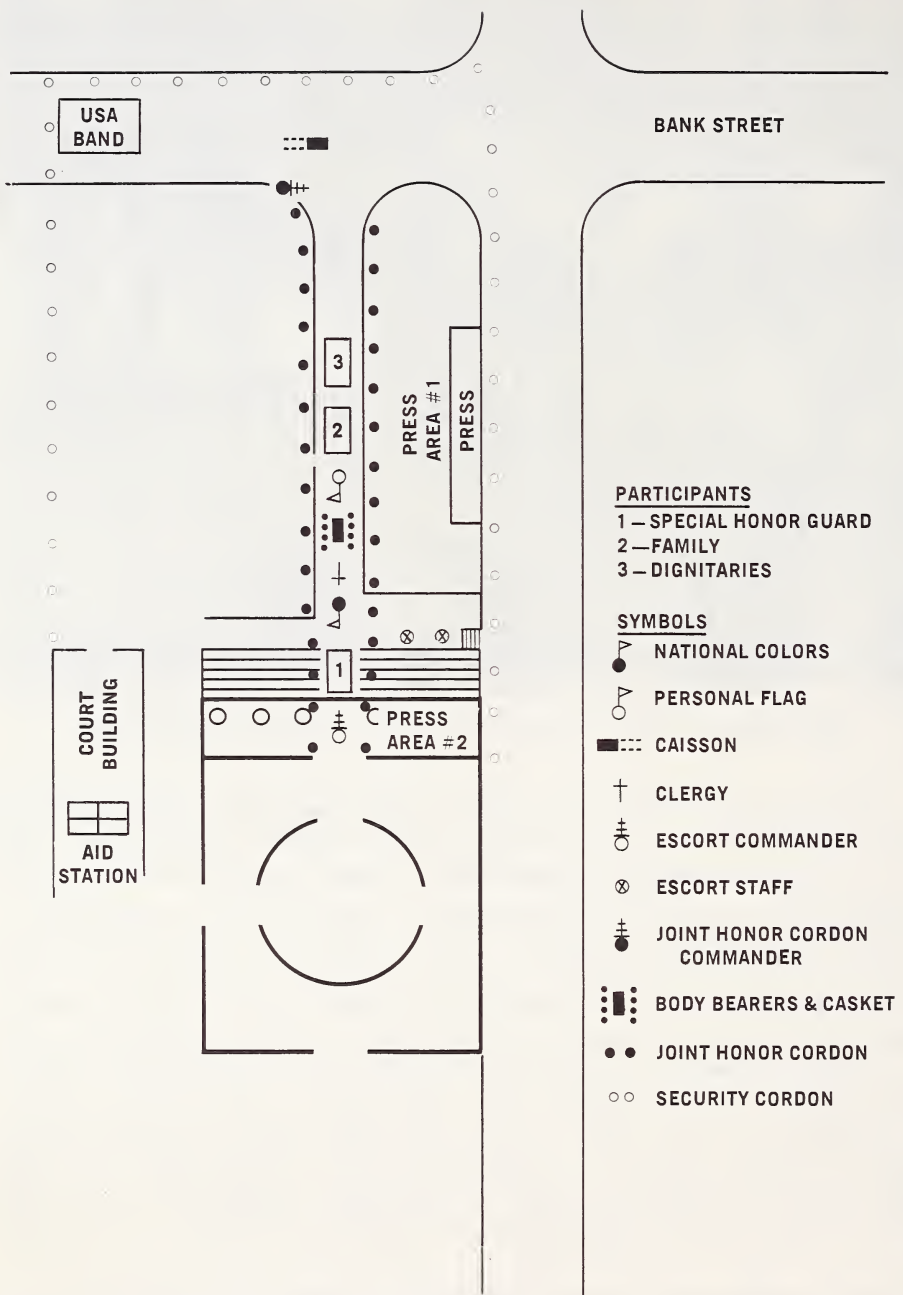 USA
BAND
BANK STREET
3
2
PRESS
AREA #1
PRESS
1
PRESS
AREA #2
COURT
BUILDING
AID
STATION
PARTICIPANTS
1—SPECIAL HONOR GUARD
2—FAMILY
3—DIGNITARIES
SYMBOLS
NATIONAL COLORS
PERSONAL FLAG
CAISSON
CLERGY
ESCORT COMMANDER
ESCORT STAFF
JOINT HONOR CORDON
COMMANDER
BODY BEARERS & CASKET
JOINT HONOR CORDON
SECURITY CORDON